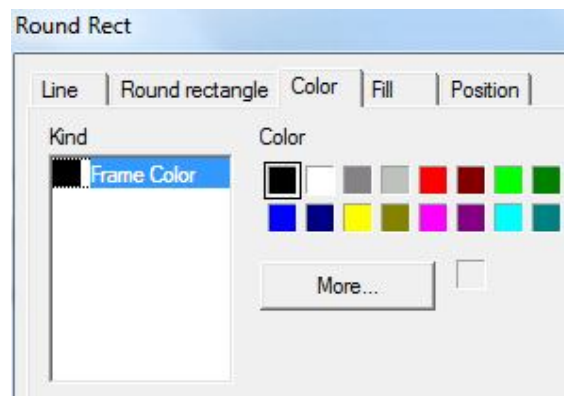 Round Rect
Line Round rectangle Color Fill Position
Kind Color
Frame Color
More...